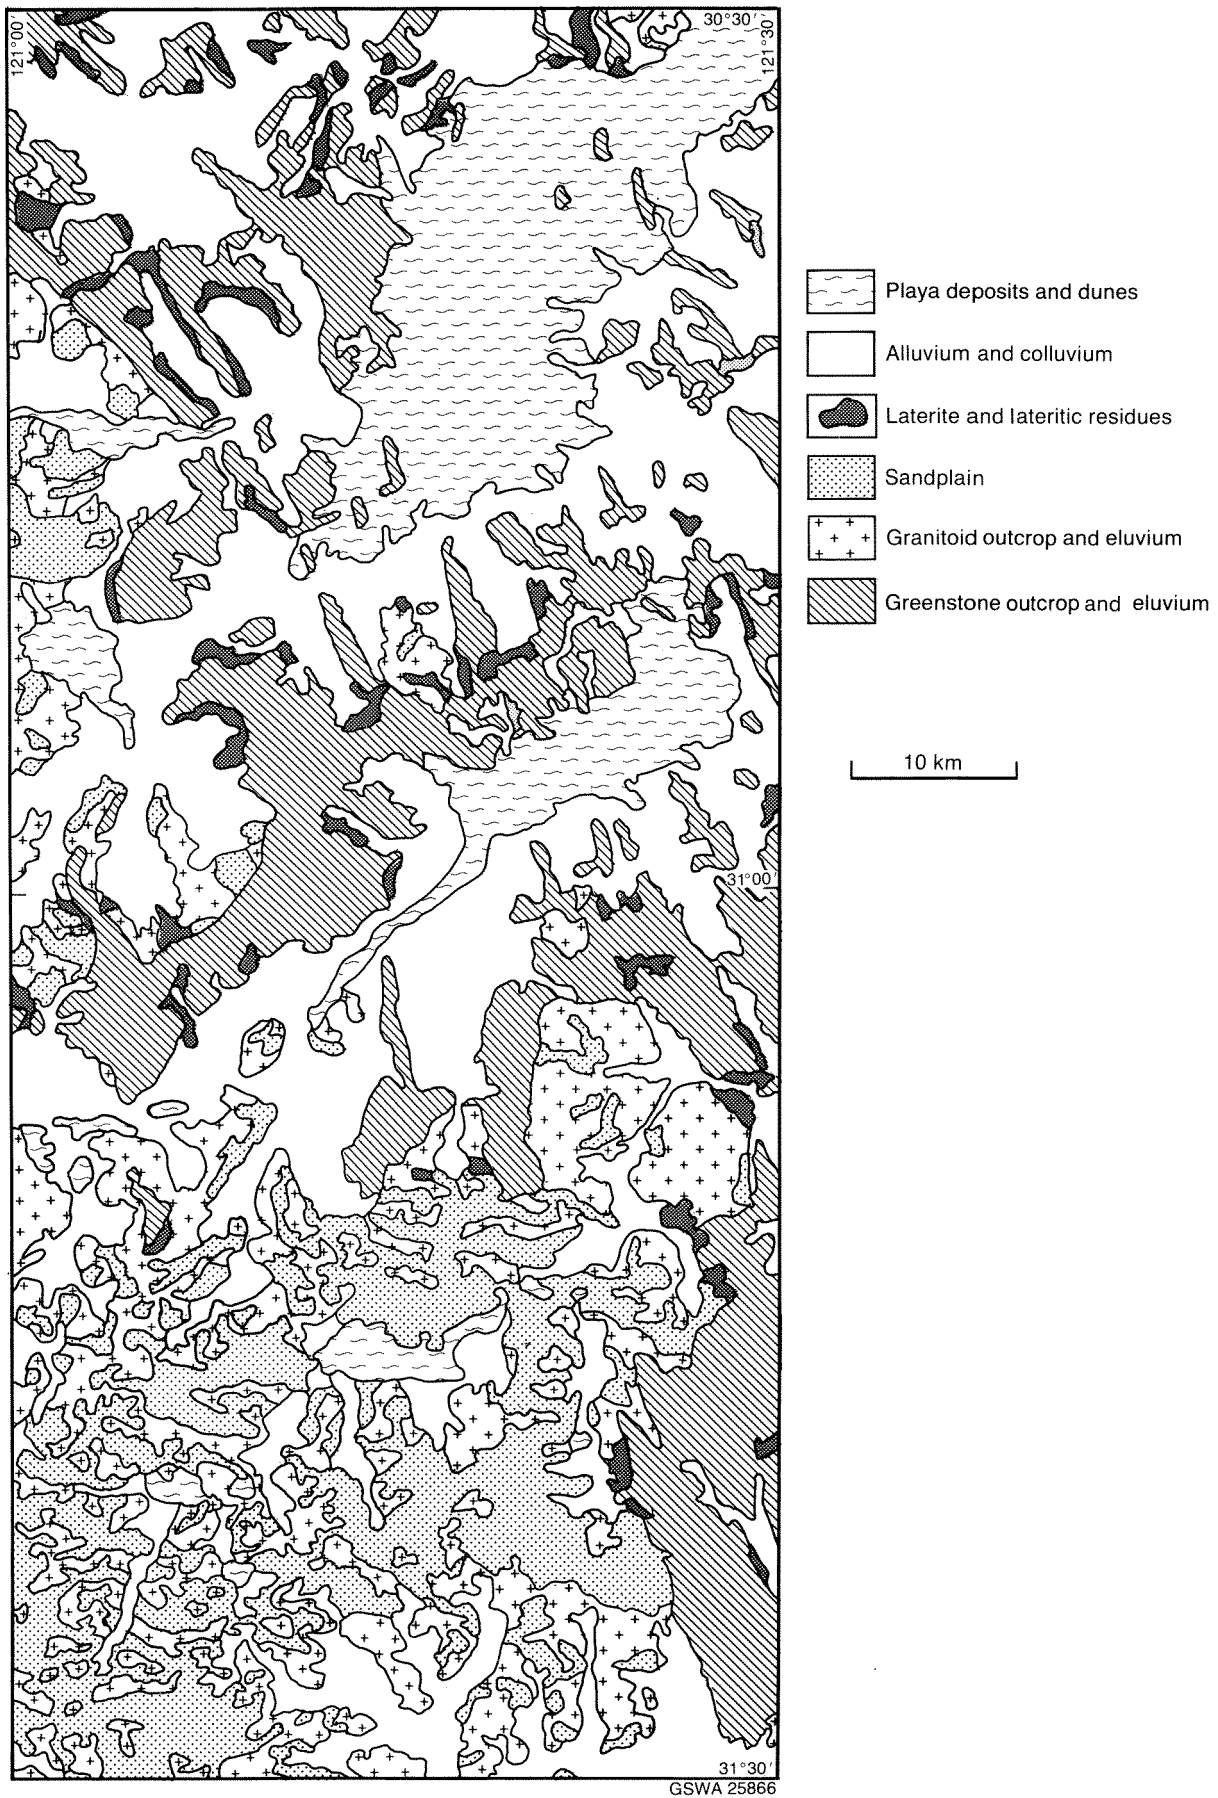 121°00′
30°30′
121°30′
Playa deposits and dunes
Alluvium and colluvium
Laterite and lateritic residues
Sandplain
Granitoid outcrop and eluvium
Greenstone outcrop and eluvium
10 km
31°00′
31°30′
GSWA 25866